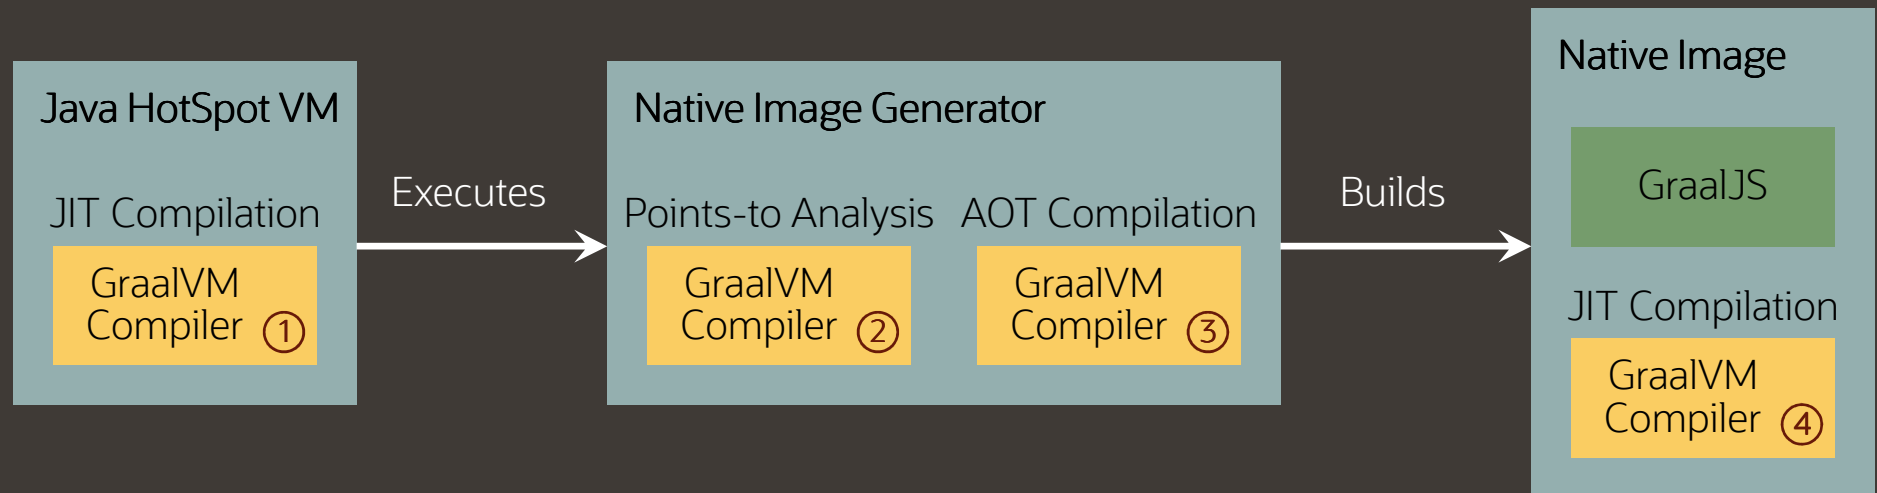 Java HotSpot VM
JIT Compilation
GraalVM
Compiler 1
Executes
Native Image Generator
Points-to Analysis
GraalVM
Compiler 2
AOT Compilation
GraalVM
Compiler 3
Builds
Native Image
GraalJS
JIT Compilation
GraalVM
Compiler 4